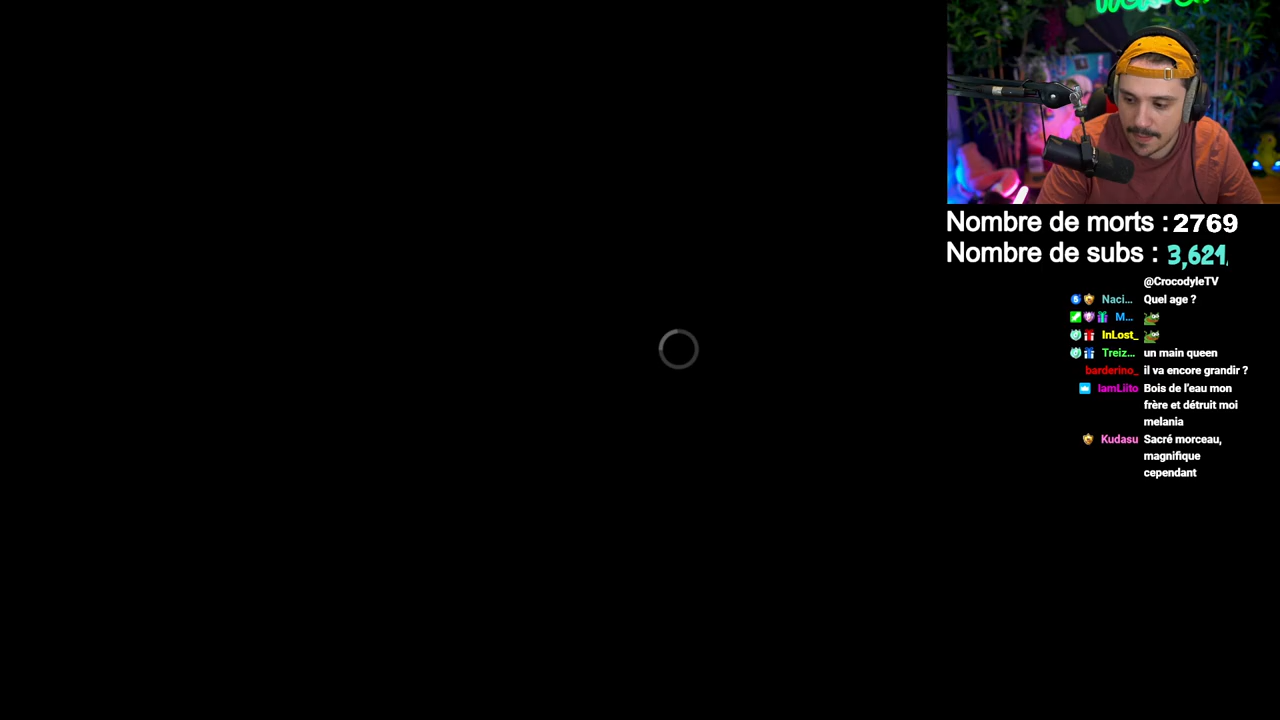 Nombre de morts : 2769
Nombre de subs : 3,621
@CrocodyleTV
Naci... Quel age ?
M...
InLost_
Treiz... un main queen
barderino_ il va encore grandir ?
IamLiito Bois de l'eau mon
frère et détruit moi
melania
Kudasu Sacré morceau,
magnifique
cependant